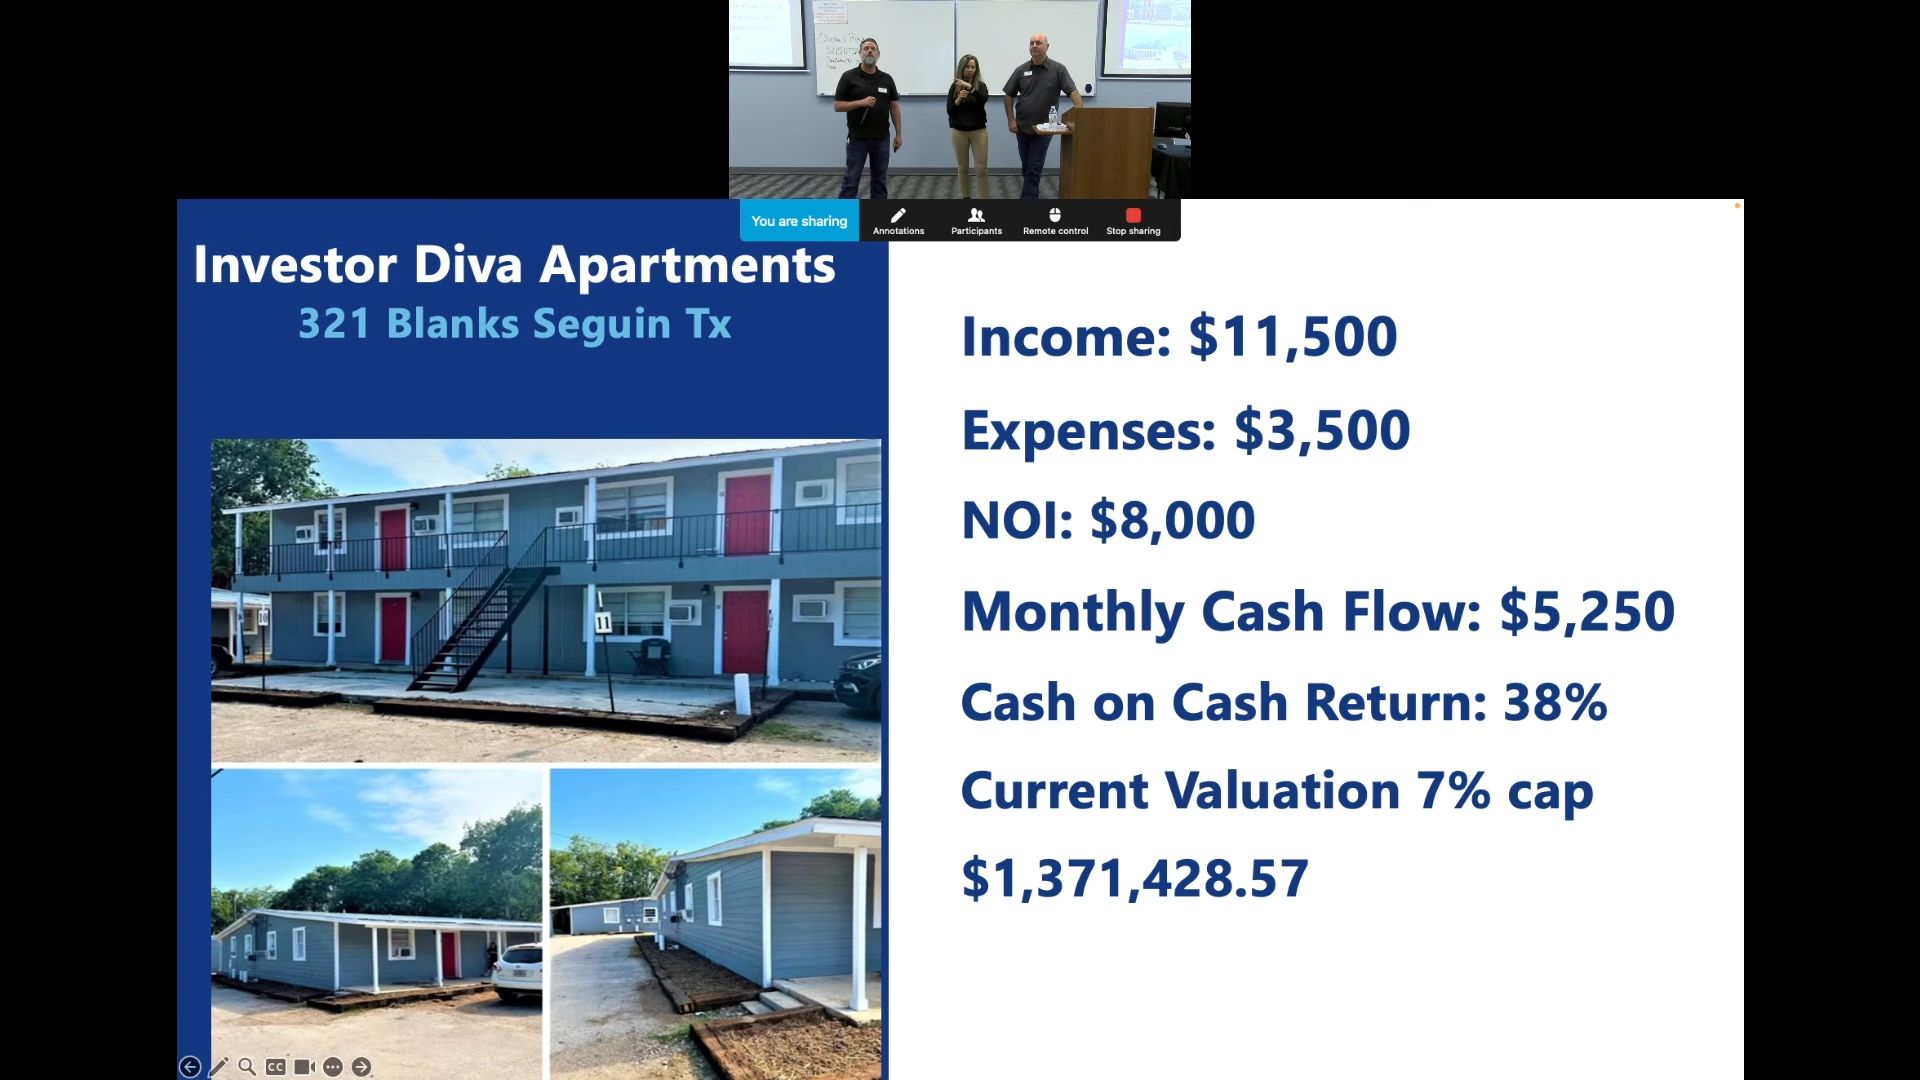 You are sharing
Annotations
Participants
Remote control
Stop sharing
Investor Diva Apartments
321 Blanks Seguin Tx
10
11
Income: $11,500
Expenses: $3,500
NOI: $8,000
Monthly Cash Flow: $5,250
Cash on Cash Return: 38%
Current Valuation 7% cap
$1,371,428.57
CC